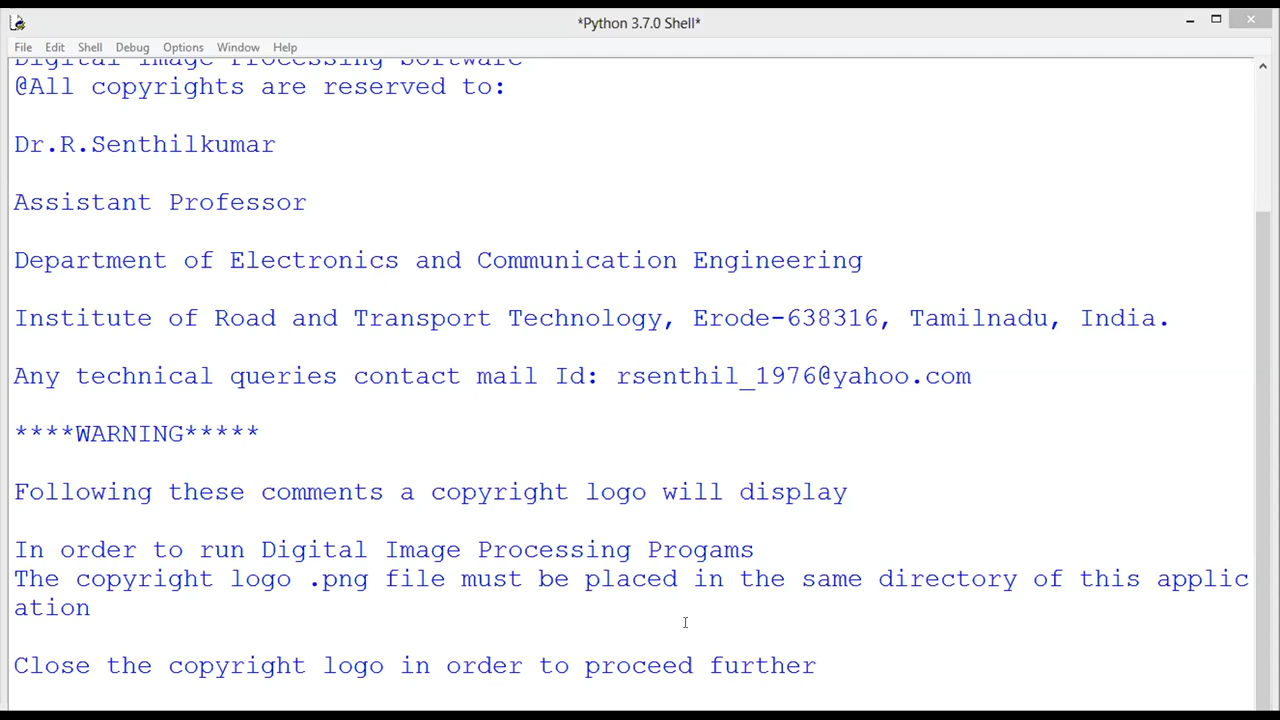 *Python 3.7.0 Shell*
File Edit Shell Debug Options Window Help
Digital Image Processing Software
@All copyrights are reserved to:
Dr.R.Senthilkumar
Assistant Professor
Department of Electronics and Communication Engineering
Institute of Road and Transport Technology, Erode-638316, Tamilnadu, India.
Any technical queries contact mail Id: rsenthil_1976@yahoo.com
****WARNING*****
Following these comments a copyright logo will display
In order to run Digital Image Processing Progams
The copyright logo .png file must be placed in the same directory of this applic
ation
Close the copyright logo in order to proceed further